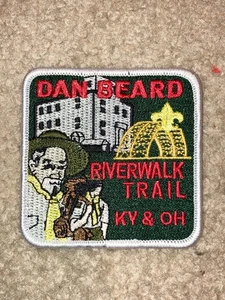 DAN BEARD
RIVERWALK
TRAIL
KY & OH